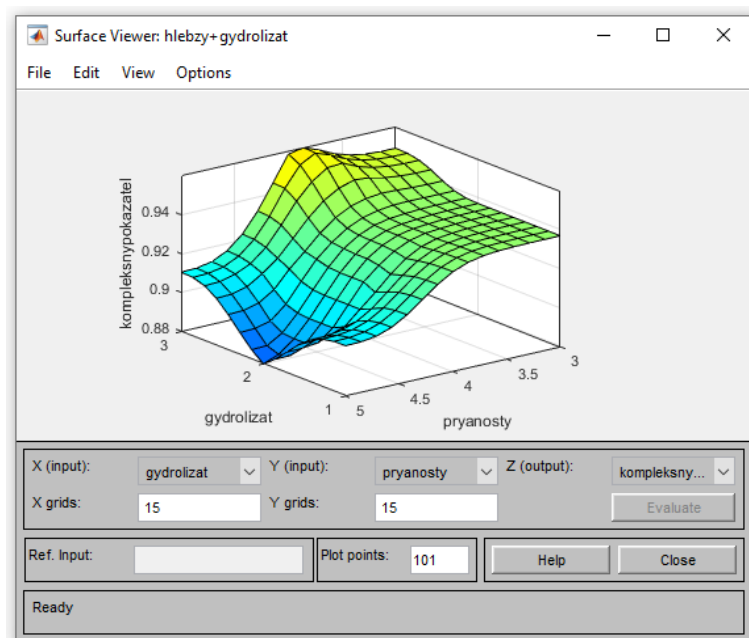 Surface Viewer: hlebzy+gydrolizat
File Edit View Options
kompleksnypokazatel
0.94
0.92
0.9
0.88
3
2
1
gydrolizat
5
4.5
4
3.5
3
pryanosty
X (input): gydrolizat Y (input): pryanosty Z (output): kompleksny...
X grids: 15 Y grids: 15 Evaluate
Ref. Input: Plot points: 101 Help Close
Ready